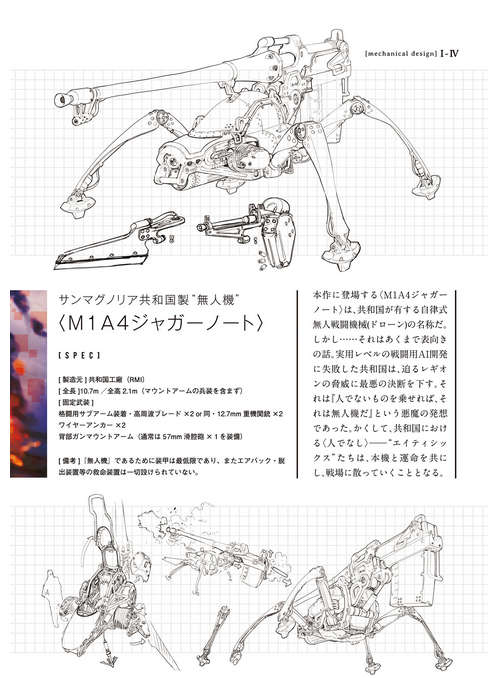 [mechanical design] Ⅰ-Ⅳ
サンマグノリア共和国製“無人機”
〈M1A4ジャガーノート〉
[SPEC]
[製造元]共和国工廠（RMI）
[全長]10.7m／全高2.1m（マウントアームの兵装を含まず）
[固定武装]
格闘用サブアーム装着・高周波ブレード×2 or 同・12.7mm重機関銃×2
ワイヤーアンカー×2
背部ガンマウントアーム（通常は57mm滑腔砲×1を装備）
[備考]『無人機』であるために装甲は最低限であり、またエアバック・脱
出装置等の救命装置は一切設けられていない。
本作に登場する〈M1A4ジャガー
ノート〉は、共和国が有する自律式
無人戦闘機械(ドローン)の名称だ。
しかし……それはあくまで表向き
の話。実用レベルの戦闘用AI開発
に失敗した共和国は、迫るレギオ
ンの脅威に最悪の決断を下す。そ
れは『人でないものを乗せれば、そ
れは無人機だ』という悪魔の発想
であった。かくして、共和国におけ
る〈人でなし〉──“エイティシッ
クス”たちは、本機と運命を共に
し、戦場に散っていくこととなる。